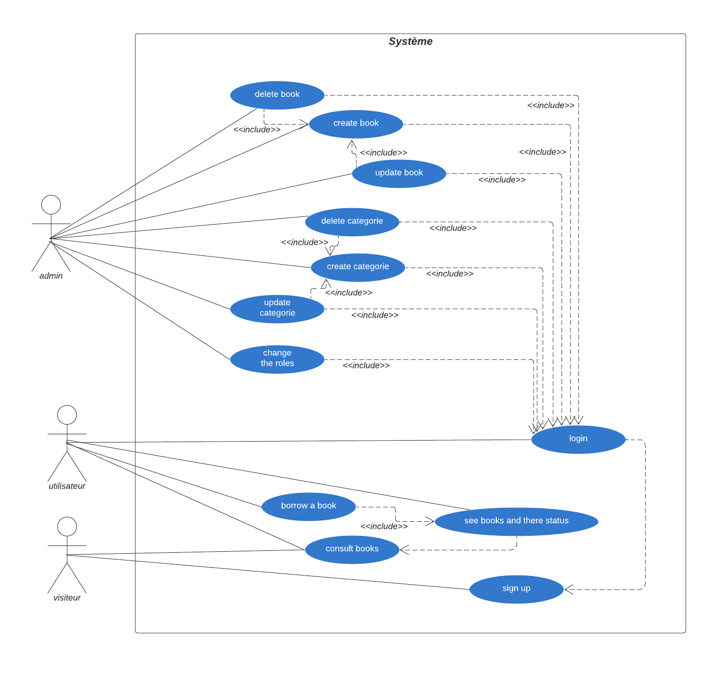 Système
delete book
<<include>>
create book
<<include>>
<<include>>
<<include>>
update book
<<include>>
delete categorie
<<include>>
<<include>>
create categorie
<<include>>
<<include>>
admin
update
categorie
<<include>>
change
the roles
<<include>>
login
utilisateur
borrow a book
see books and there status
<<include>>
consult books
sign up
visiteur